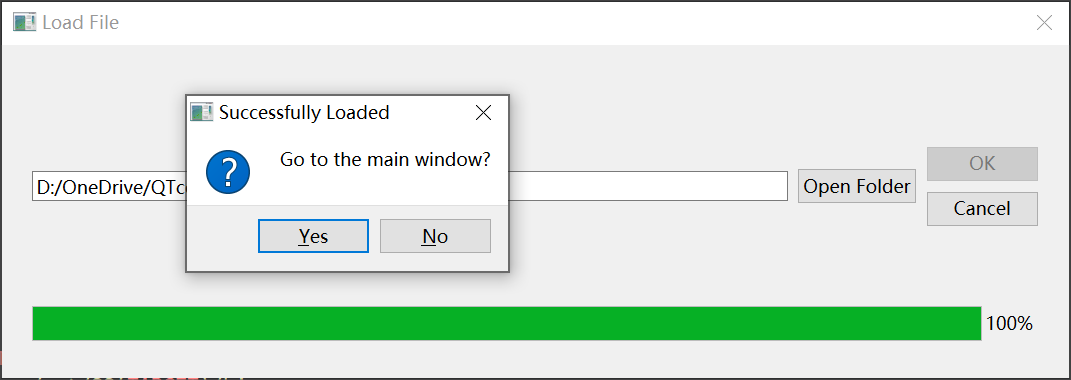 Load File
Successfully Loaded
Go to the main window?
D:/OneDrive/QTc
Open Folder
OK
Cancel
Yes
No
100%